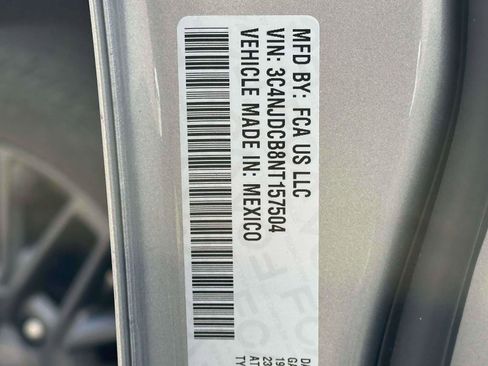 MFD BY: FCA US LLC
VIN: 3C4NJDCB8NT157504
VEHICLE MADE IN: MEXICO